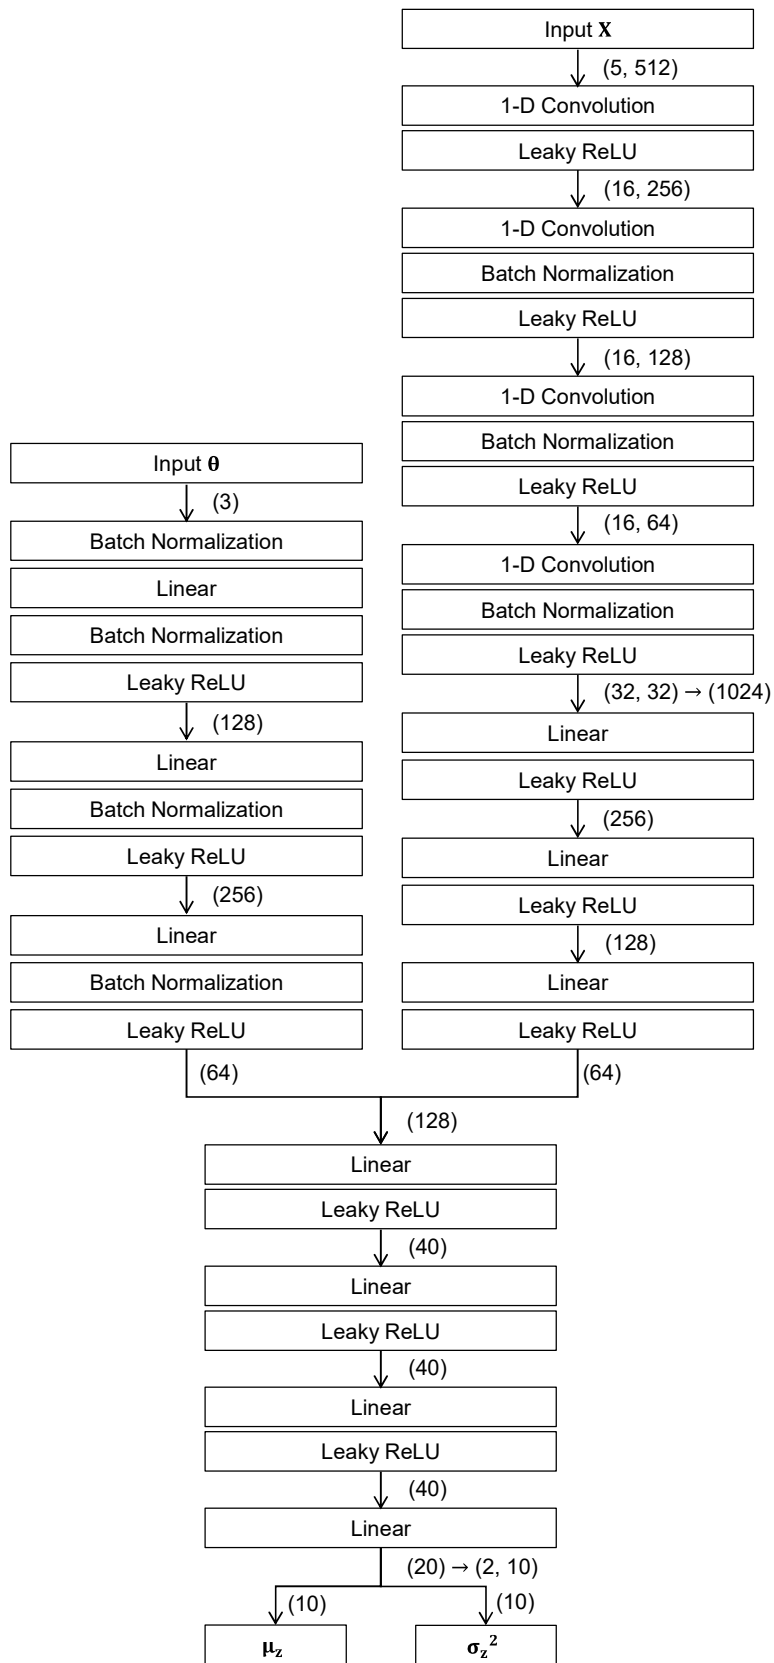 Input X
(5, 512)
1-D Convolution
Leaky ReLU
(16, 256)
1-D Convolution
Batch Normalization
Leaky ReLU
(16, 128)
1-D Convolution
Batch Normalization
Leaky ReLU
(16, 64)
1-D Convolution
Batch Normalization
Leaky ReLU
(32, 32) → (1024)
Linear
Leaky ReLU
(256)
Linear
Leaky ReLU
(128)
Linear
Leaky ReLU
(64)
Input θ
(3)
Batch Normalization
Linear
Batch Normalization
Leaky ReLU
(128)
Linear
Batch Normalization
Leaky ReLU
(256)
Linear
Batch Normalization
Leaky ReLU
(64)
(128)
Linear
Leaky ReLU
(40)
Linear
Leaky ReLU
(40)
Linear
Leaky ReLU
(40)
Linear
(20) → (2, 10)
(10)
(10)
μz
σz²